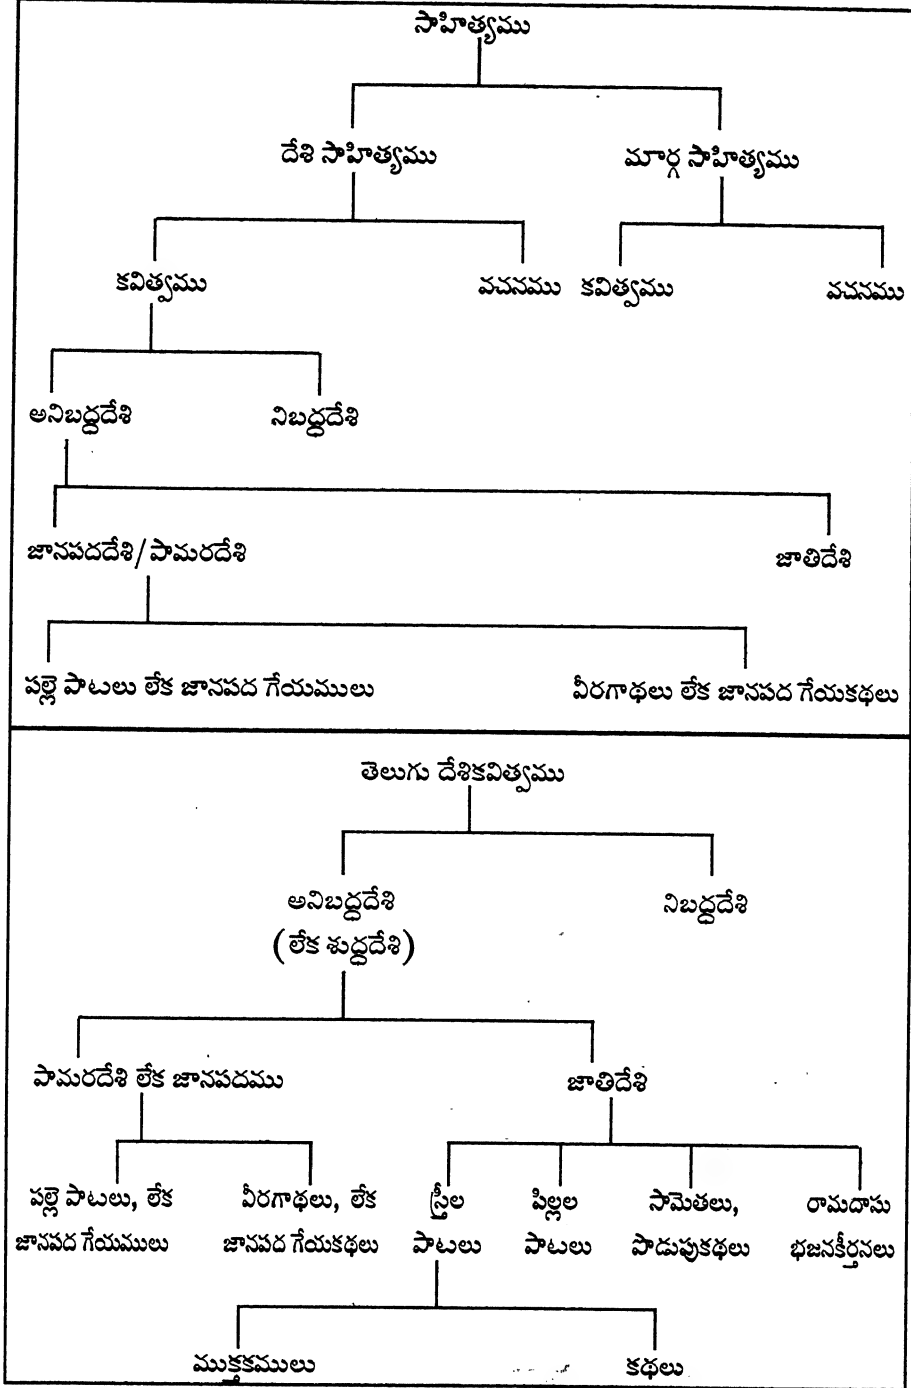 సాహిత్యము
దేశి సాహిత్యము మార్గ సాహిత్యము
కవిత్వము వచనము కవిత్వము వచనము
అనిబద్ధదేశి నిబద్ధదేశి
జానపదదేశి/పామరదేశి జాతిదేశి
పల్లె పాటలు లేక జానపద గేయములు వీరగాథలు లేక జానపద గేయకథలు
తెలుగు దేశికవిత్వము
అనిబద్ధదేశి నిబద్ధదేశి
(లేక శుద్ధదేశి)
పామరదేశి లేక జానపదము జాతిదేశి
పల్లె పాటలు, లేక వీరగాథలు, లేక స్త్రీల పిల్లల సామెతలు, రామదాసు
జానపద గేయములు జానపద గేయకథలు పాటలు పాటలు పొడుపుకథలు భజనకీర్తనలు
ముక్తకములు కథలు